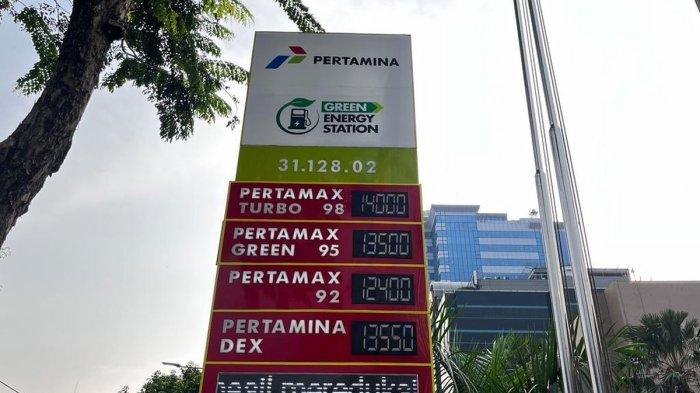 PERTAMINA
GREEN
ENERGY
STATION
31.128.02
PERTAMAX
TURBO 98 14000
PERTAMAX
GREEN 95 13500
PERTAMAX
92 12400
PERTAMINA
DEX 13550